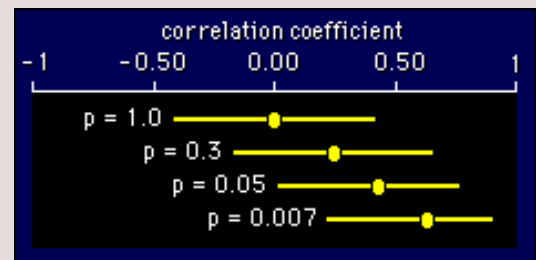 correlation coefficient
-1 -0.50 0.00 0.50 1
p = 1.0
p = 0.3
p = 0.05
p = 0.007